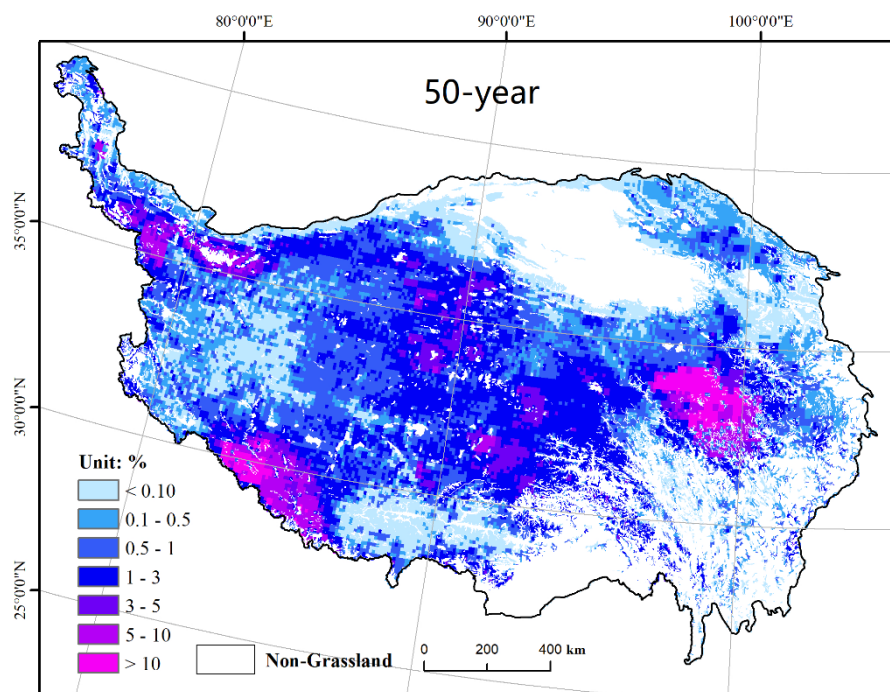 80°0'0"E 90°0'0"E 100°0'0"E
50-year
35°0'0"N
30°0'0"N
25°0'0"N
Unit: %
< 0.10
0.1 - 0.5
0.5 - 1
1 - 3
3 - 5
5 - 10
> 10
Non-Grassland
0 200 400 km